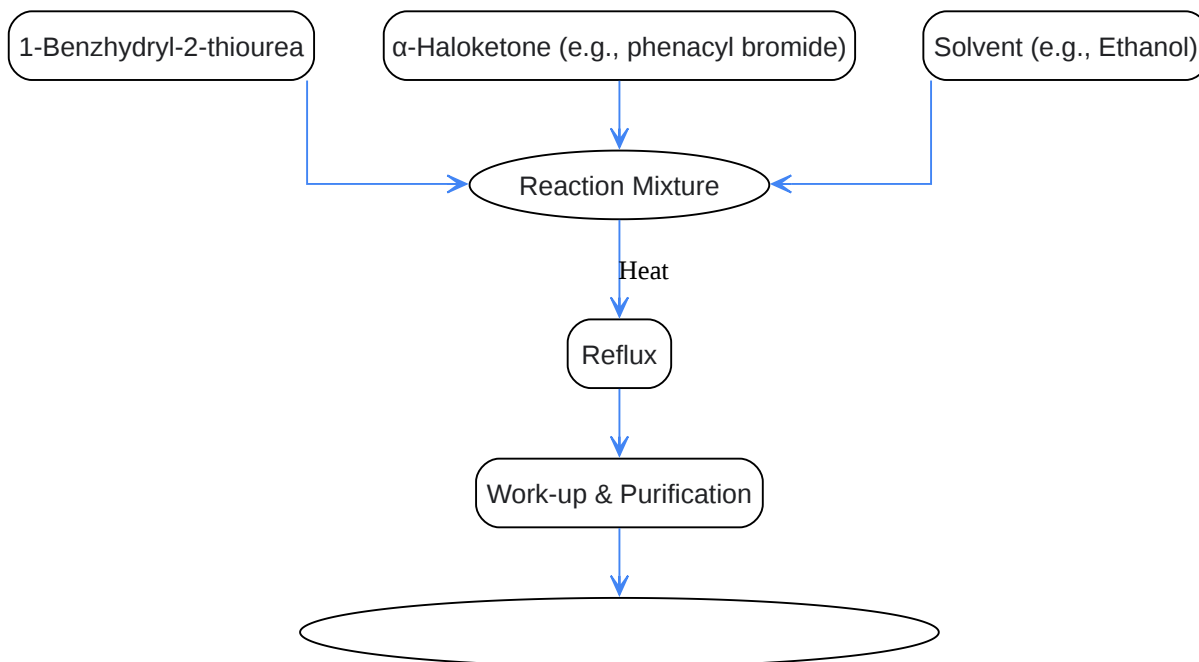 1-Benzhydryl-2-thiourea
α-Haloketone (e.g., phenacyl bromide)
Solvent (e.g., Ethanol)
Reaction Mixture
Heat
Reflux
Work-up & Purification